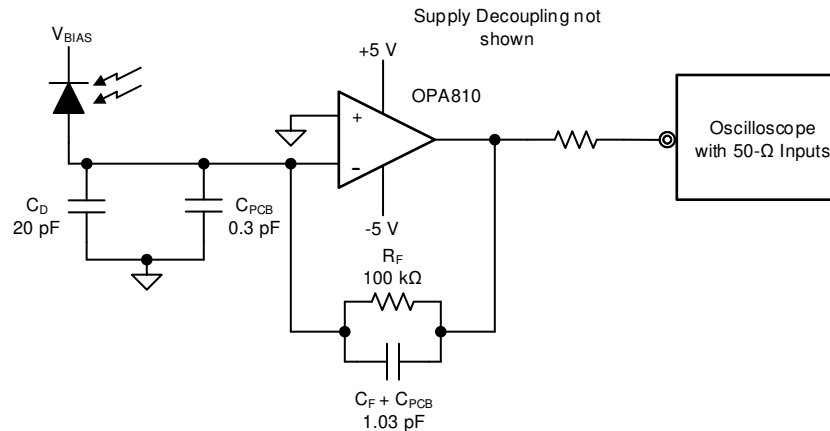 Supply Decoupling not
shown
VBIAS
+5 V
OPA810
+
-
Oscilloscope
with 50-Ω Inputs
CD
20 pF
CPCB
0.3 pF
-5 V
RF
100 kΩ
CF + CPCB
1.03 pF